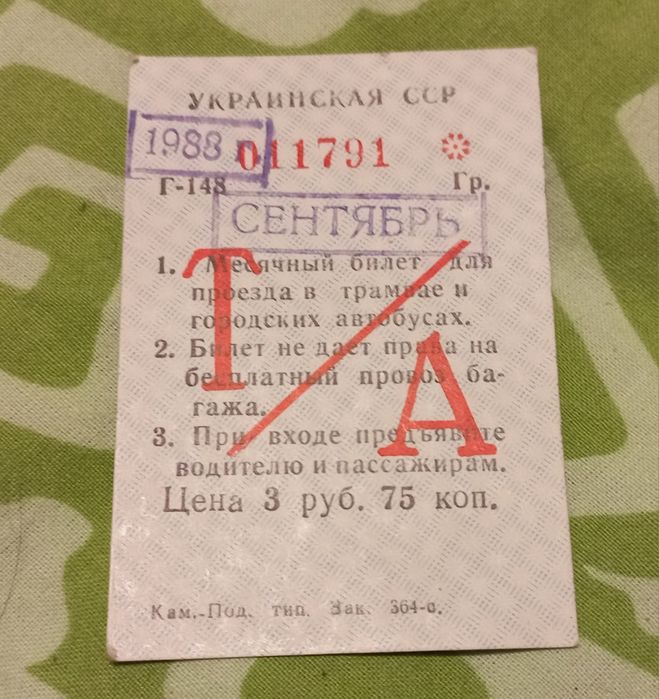 УКРАИНСКАЯ ССР
1988 г.
011791
Г-148 Гр.
СЕНТЯБРЬ
1. Месячный билет для
проезда в трамвае и
городских автобусах.
2. Билет не дает права на
бесплатный провоз ба-
гажа.
3. При входе предъявите
водителю и пассажирам.
Т/А
Цена 3 руб. 75 коп.
Кам.-Под. тип. Зак. 364-с.